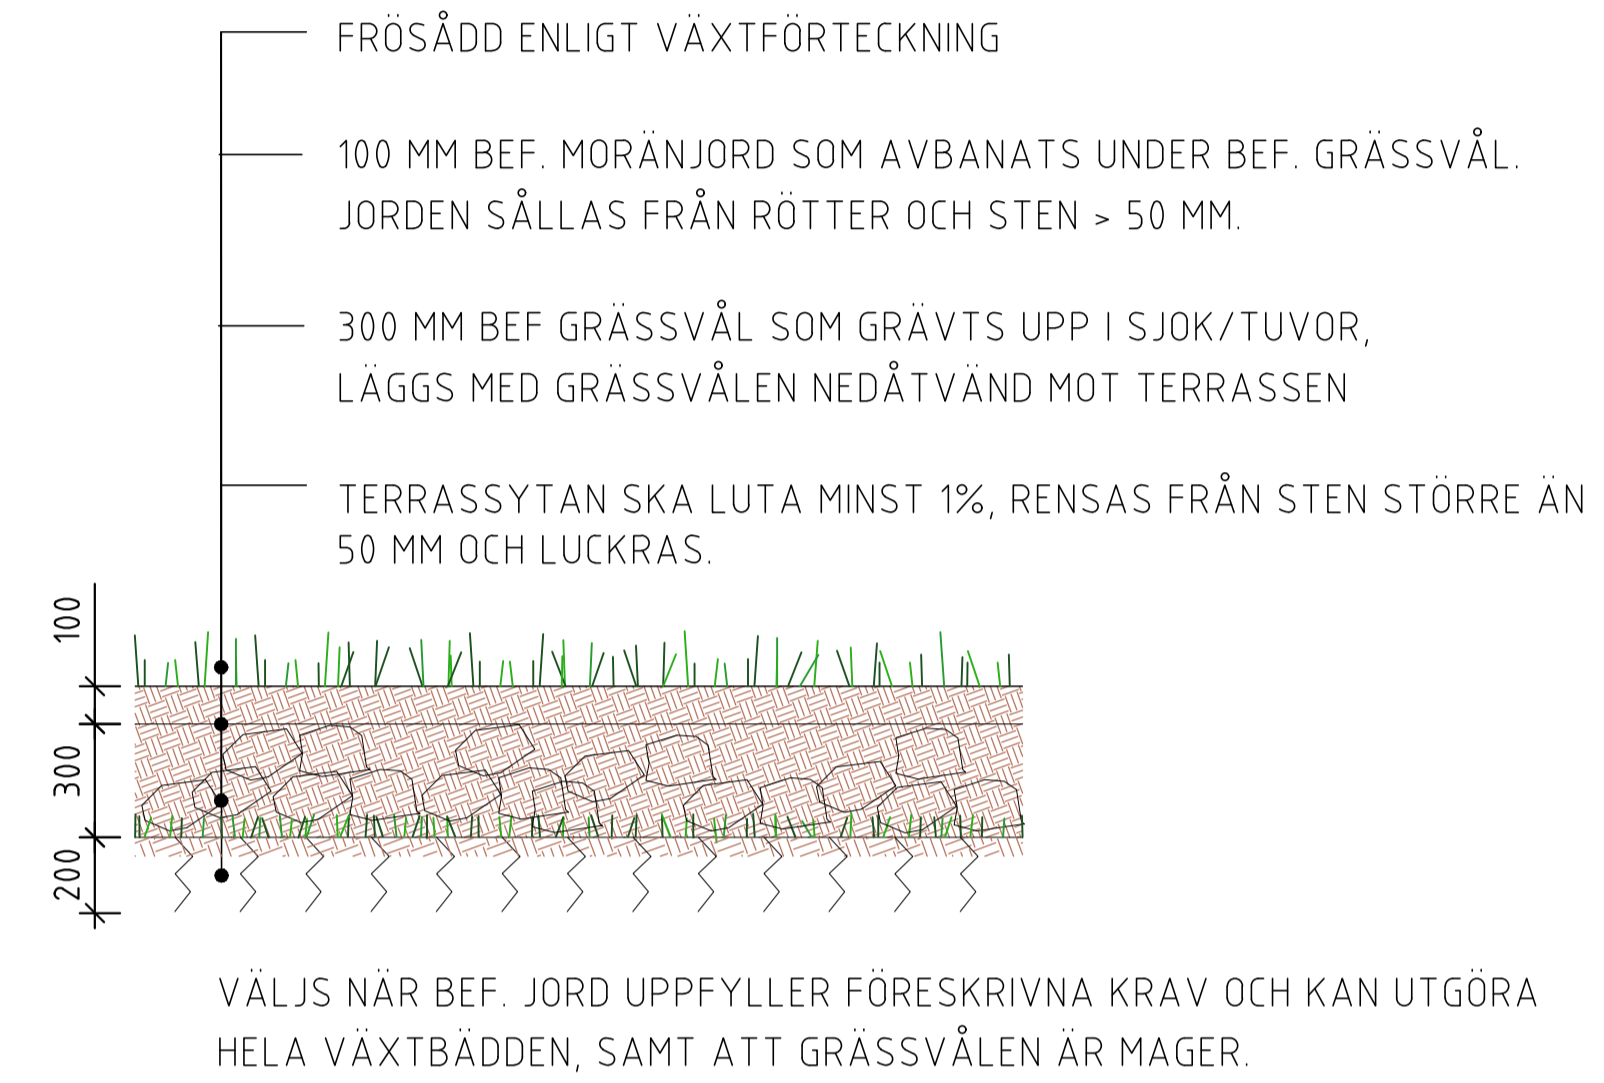 FRÖSÅDD ENLIGT VÄXTFÖRTECKNING
100 MM BEF. MORÄNJORD SOM AVBANATS UNDER BEF. GRÄSSVÅL.
JORDEN SÅLLAS FRÅN RÖTTER OCH STEN > 50 MM.
300 MM BEF GRÄSSVÅL SOM GRÄVTS UPP I SJOK/TUVOR,
LÄGGS MED GRÄSSVÅLEN NEDÅTVÄND MOT TERRASSEN
TERRASSYTAN SKA LUTA MINST 1%, RENSAS FRÅN STEN STÖRRE ÄN
50 MM OCH LUCKRAS.
100
300
200
VÄLJS NÄR BEF. JORD UPPFYLLER FÖRESKRIVNA KRAV OCH KAN UTGÖRA
HELA VÄXTBÄDDEN, SAMT ATT GRÄSSVÅLEN ÄR MAGER.